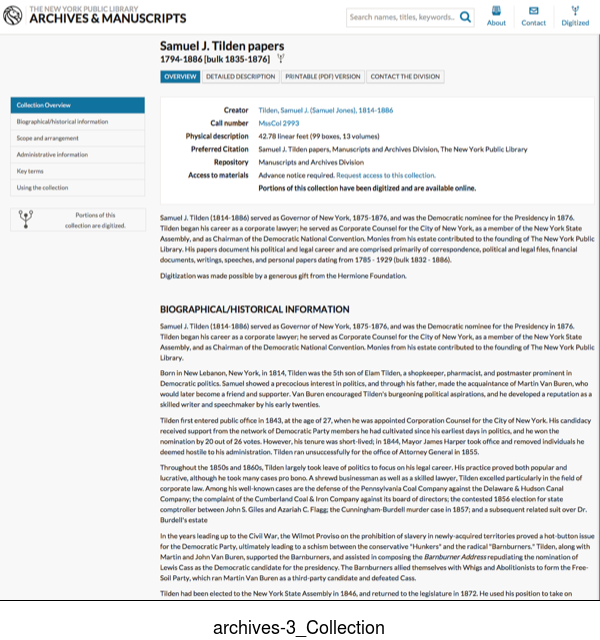 THE NEW YORK PUBLIC LIBRARY
ARCHIVES & MANUSCRIPTS
Search names, titles, keywords..
About
Contact
Digitized
Samuel J. Tilden papers
1794-1886 [bulk 1835-1876]
OVERVIEW
DETAILED DESCRIPTION
PRINTABLE (PDF) VERSION
CONTACT THE DIVISION
Collection Overview
Biographical/historical information
Scope and arrangement
Administrative information
Key terms
Using the collection
Portions of this
collection are digitized.
Creator Tilden, Samuel J. (Samuel Jones), 1814-1886
Call number MssCol 2993
Physical description 42.78 linear feet (99 boxes, 13 volumes)
Preferred Citation Samuel J. Tilden papers, Manuscripts and Archives Division, The New York Public Library
Repository Manuscripts and Archives Division
Access to materials Advance notice required. Request access to this collection.
Portions of this collection have been digitized and are available online.
Samuel J. Tilden (1814-1886) served as Governor of New York, 1875-1876, and was the Democratic nominee for the Presidency in 1876.
Tilden began his career as a corporate lawyer; he served as Corporate Counsel for the City of New York, as a member of the New York State
Assembly, and as Chairman of the Democratic National Convention. Monies from his estate contributed to the founding of The New York Public
Library. His papers document his political and legal career and are comprised primarily of correspondence, political and legal files, financial
documents, writings, speeches, and personal papers dating from 1785 - 1929 (bulk 1832 - 1886).
Digitization was made possible by a generous gift from the Hermione Foundation.
BIOGRAPHICAL/HISTORICAL INFORMATION
Samuel J. Tilden (1814-1886) served as Governor of New York, 1875-1876, and was the Democratic nominee for the Presidency in 1876.
Tilden began his career as a corporate lawyer; he served as Corporate Counsel for the City of New York, as a member of the New York State
Assembly, and as Chairman of the Democratic National Convention. Monies from his estate contributed to the founding of The New York Public
Library.
Born in New Lebanon, New York, in 1814, Tilden was the 5th son of Elam Tilden, a shopkeeper, pharmacist, and postmaster prominent in
Democratic politics. Samuel showed a precocious interest in politics, and through his father, made the acquaintance of Martin Van Buren, who
would later become a friend and supporter. Van Buren encouraged Tilden's burgeoning political aspirations, and he developed a reputation as a
skilled writer and speechmaker by his early twenties.
Tilden first entered public office in 1843, at the age of 27, when he was appointed Corporation Counsel for the City of New York. His candidacy
received support from the network of Democratic Party members he had cultivated since his earliest days in politics, and he won the
nomination by 20 out of 26 votes. However, his tenure was short-lived; in 1844, Mayor James Harper took office and removed individuals he
deemed hostile to his administration. Tilden ran unsuccessfully for the office of Attorney General in 1855.
Throughout the 1850s and 1860s, Tilden largely took leave of politics to focus on his legal career. His practice proved both popular and
lucrative, although he took many cases pro bono. A shrewd businessman as well as a skilled lawyer, Tilden excelled particularly in the field of
corporate law. Among his well-known cases are the defense of the Pennsylvania Coal Company against the Delaware & Hudson Canal
Company; the complaint of the Cumberland Coal & Iron Company against its board of directors; the contested 1856 election for state
comptroller between John S. Giles and Azariah C. Flagg; the Cunningham-Burdell murder case in 1857; and a subsequent related suit over Dr.
Burdell's estate
In the years leading up to the Civil War, the Wilmot Proviso on the prohibition of slavery in newly-acquired territories proved a hot-button issue
for the Democratic Party, ultimately leading to a schism between the conservative "Hunkers" and the radical "Barnburners." Tilden, along with
Martin and John Van Buren, supported the Barnburners, and assisted in composing the Barnburner Address repudiating the nomination of
Lewis Cass as the Democratic candidate for the presidency. The Barnburners allied themselves with Whigs and Abolitionists to form the Free-
Soil Party, which ran Martin Van Buren as a third-party candidate and defeated Cass.
Tilden had been elected to the New York State Assembly in 1846, and returned to the legislature in 1872. He used his position to take on
archives-3_Collection